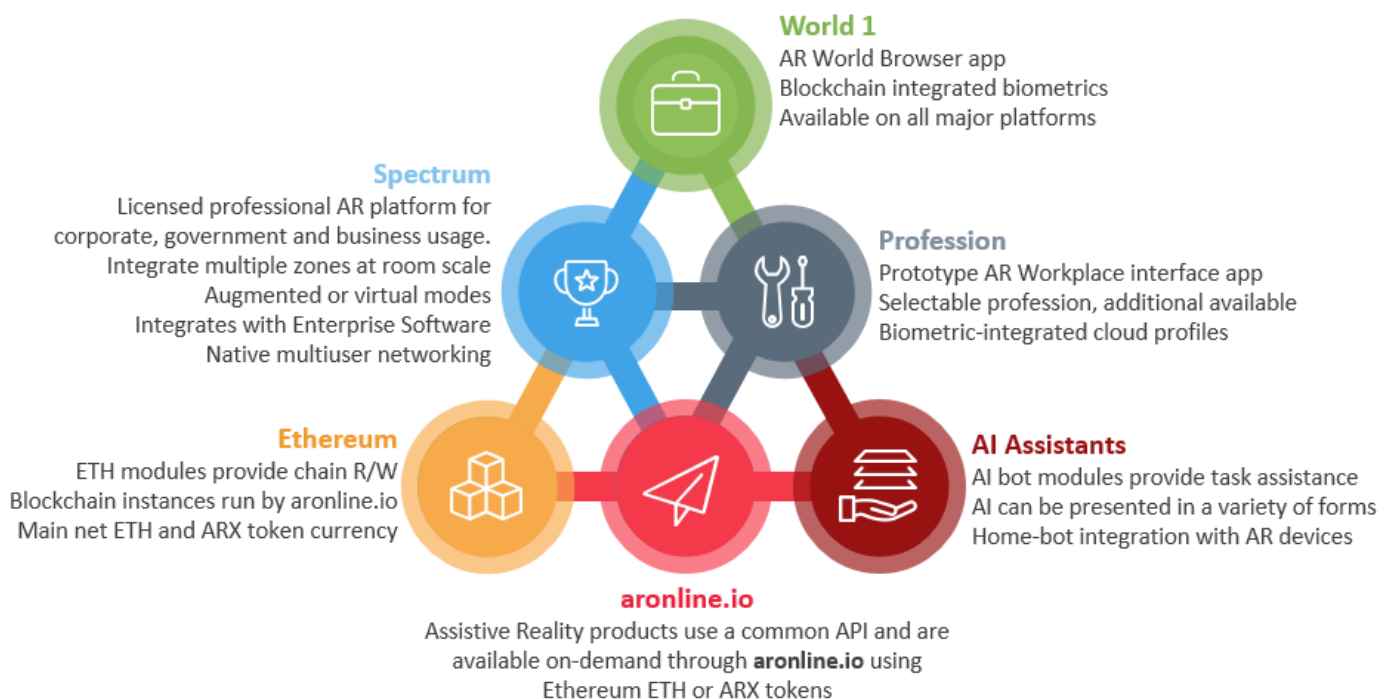 World 1
AR World Browser app
Blockchain integrated biometrics
Available on all major platforms
Spectrum
Licensed professional AR platform for
corporate, government and business usage.
Integrate multiple zones at room scale
Augmented or virtual modes
Integrates with Enterprise Software
Native multiuser networking
Profession
Prototype AR Workplace interface app
Selectable profession, additional available
Biometric-integrated cloud profiles
Ethereum
ETH modules provide chain R/W
Blockchain instances run by aronline.io
Main net ETH and ARX token currency
AI Assistants
AI bot modules provide task assistance
AI can be presented in a variety of forms
Home-bot integration with AR devices
aronline.io
Assistive Reality products use a common API and are
available on-demand through aronline.io using
Ethereum ETH or ARX tokens